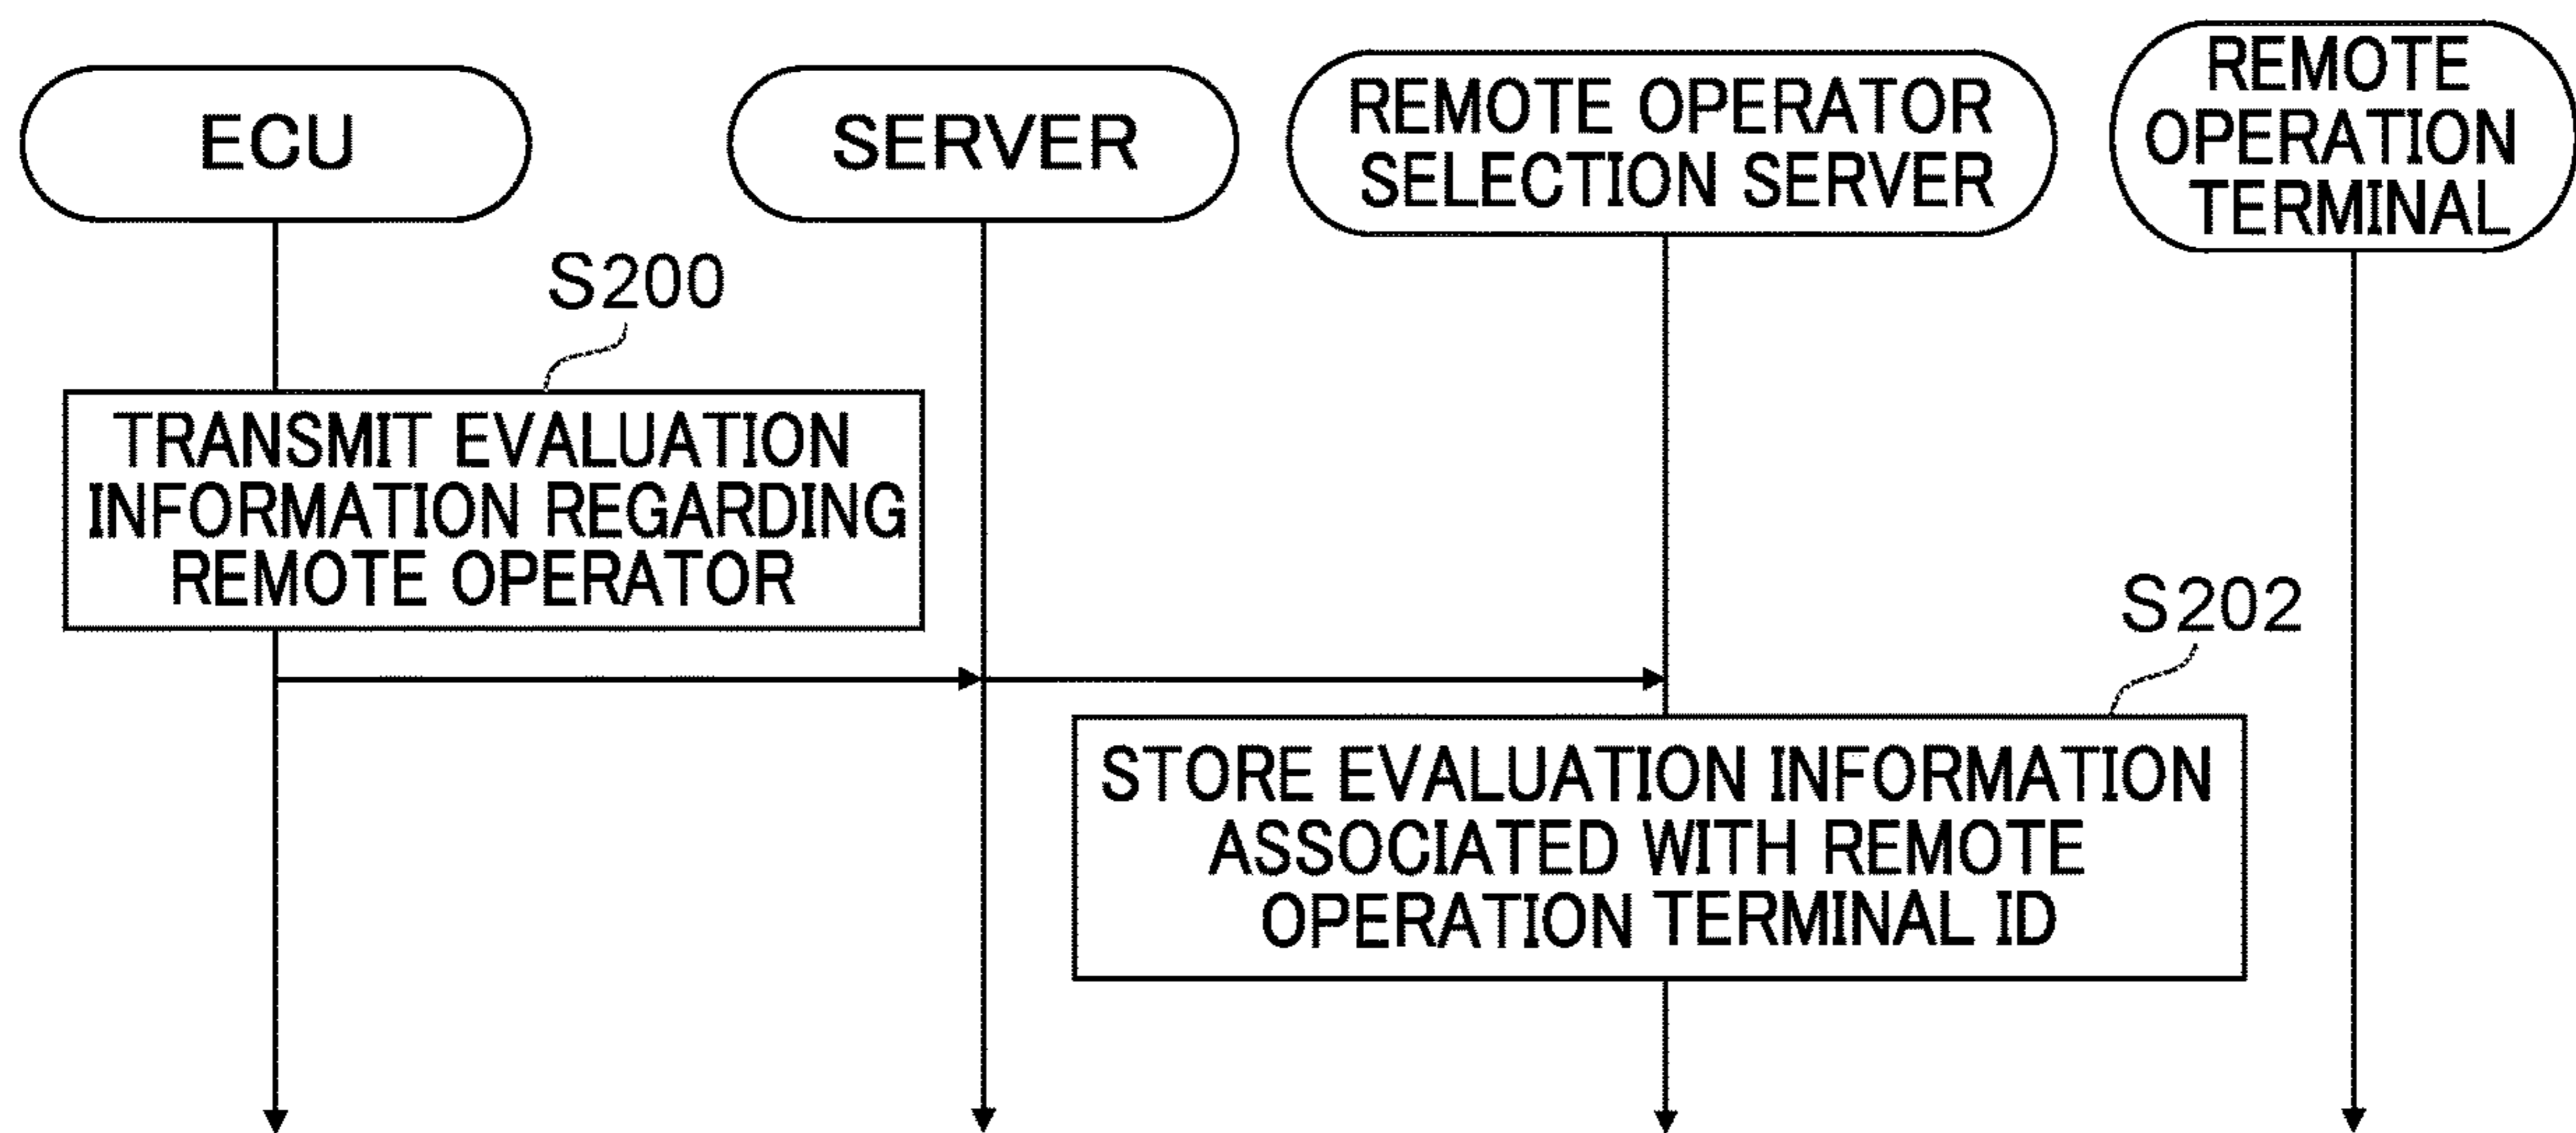 ECU
SERVER
REMOTE OPERATOR
SELECTION SERVER
REMOTE
OPERATION
TERMINAL
S200
TRANSMIT EVALUATION
INFORMATION REGARDING
REMOTE OPERATOR
S202
STORE EVALUATION INFORMATION
ASSOCIATED WITH REMOTE
OPERATION TERMINAL ID